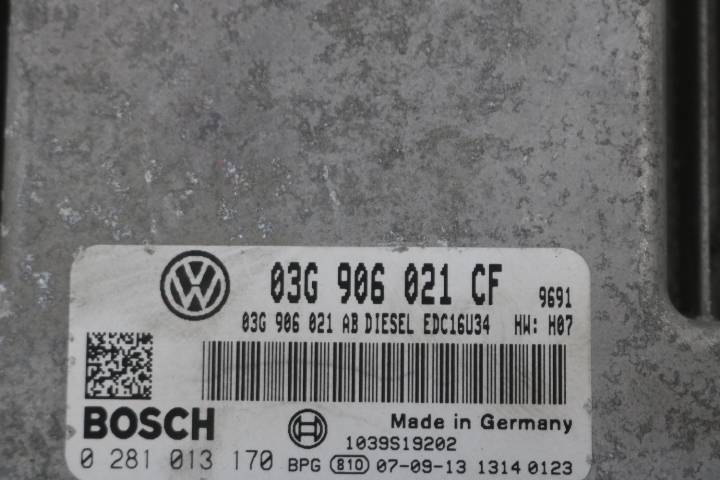 03G 906 021 CF 9691
03G 906 021 AB DIESEL EDC16U34 HW: H07
BOSCH
Made in Germany
1039S19202
0 281 013 170 BPG 810 07-09-13 1314 0123